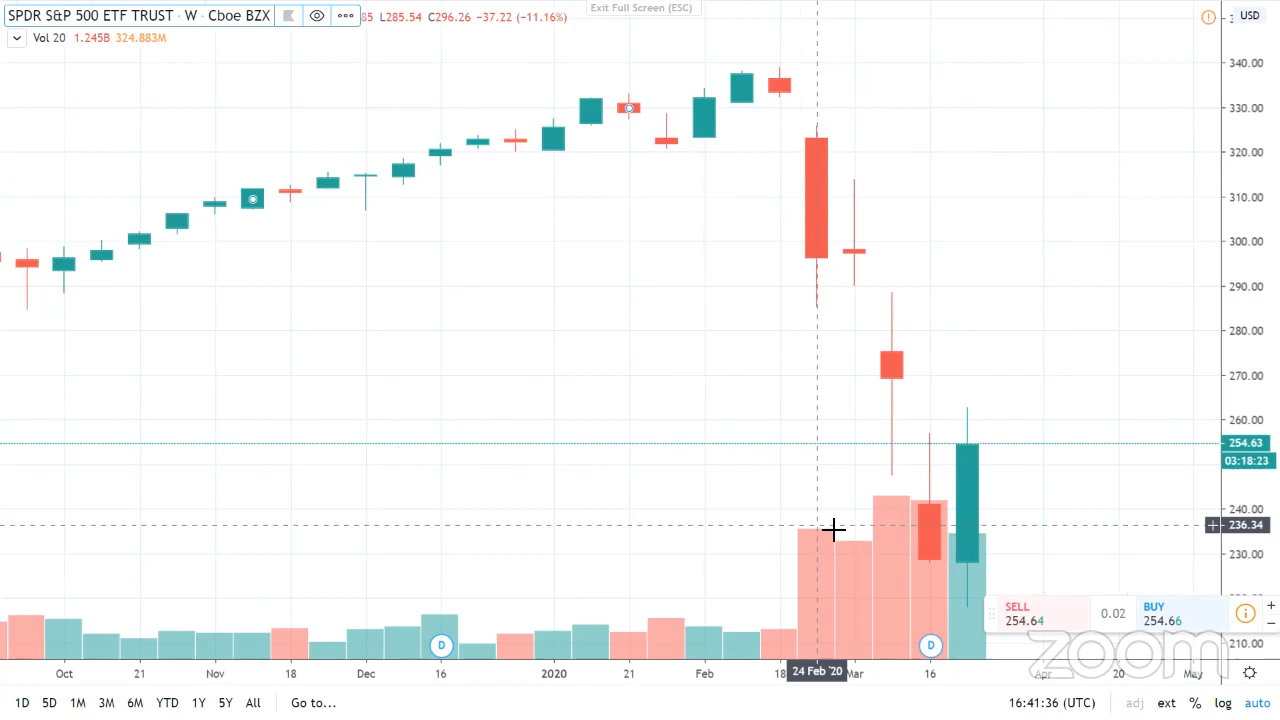 Exit Full Screen (ESC)
SPDR S&P 500 ETF TRUST · W · Cboe BZX 85 L285.54 C296.26 −37.22 (−11.16%)
USD
Vol 20 1.245B 324.883M
340.00
330.00
320.00
310.00
300.00
290.00
280.00
270.00
260.00
254.63
03:18:23
240.00
236.34
230.00
SELL
254.64
0.02
BUY
254.66
210.00
D
D
zoom
Oct 21 Nov 18 Dec 16 2020 21 Feb 18 24 Feb '20 Mar 16 Apr 20 May
1D 5D 1M 3M 6M YTD 1Y 5Y All Go to...
16:41:36 (UTC) adj ext % log auto